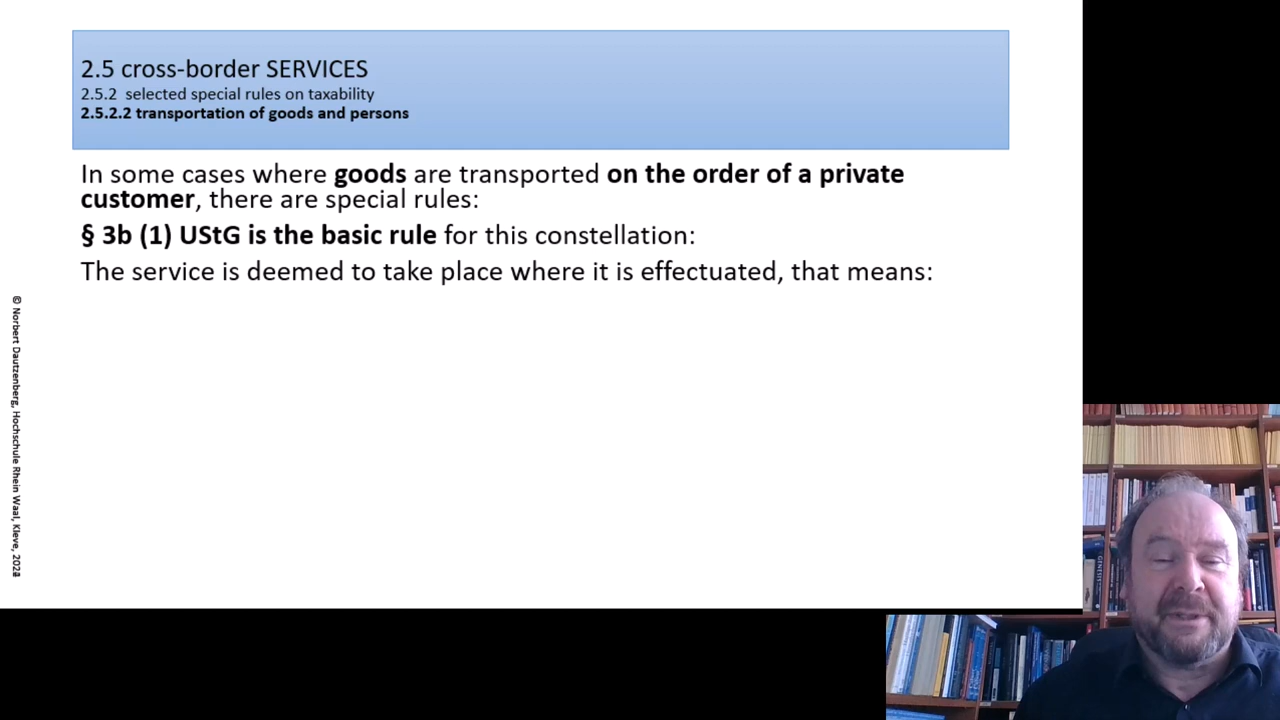 2.5 cross-border SERVICES
2.5.2 selected special rules on taxability
2.5.2.2 transportation of goods and persons
In some cases where goods are transported on the order of a private
customer, there are special rules:
§ 3b (1) UStG is the basic rule for this constellation:
The service is deemed to take place where it is effectuated, that means:
© Norbert Dautzenberg, Hochschule Rhein Waal, Kleve,
GENESIS